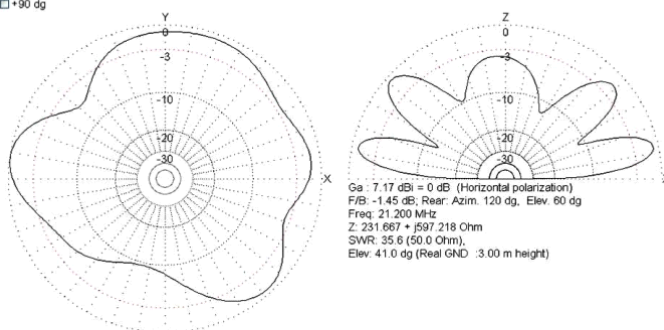 +90 dg
Y
0
-3
-10
-20
-30
X
Z
0
-3
-10
-20
-30
Ga : 7.17 dBi = 0 dB (Horizontal polarization)
F/B: -1.45 dB; Rear: Azim. 120 dg, Elev. 60 dg
Freq: 21.200 MHz
Z: 231.667 + j597.218 Ohm
SWR: 35.6 (50.0 Ohm),
Elev: 41.0 dg (Real GND :3.00 m height)